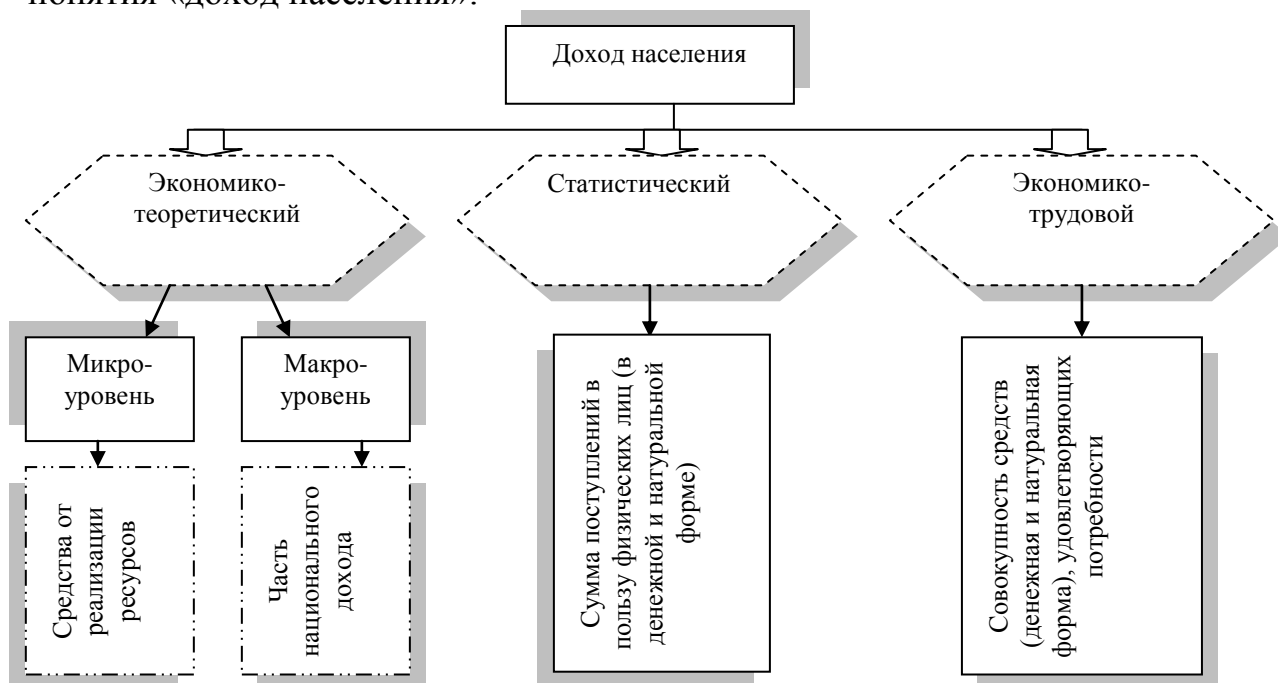 понятия «доход населения».
Доход населения
Экономико-
теоретический
Статистический
Экономико-
трудовой
Микро-
уровень
Макро-
уровень
Средства от
реализации
ресурсов
Часть
национального
дохода
Сумма поступлений в
пользу физических лиц (в
денежной и натуральной
форме)
Совокупность средств
(денежная и натуральная
форма), удовлетворяющих
потребности